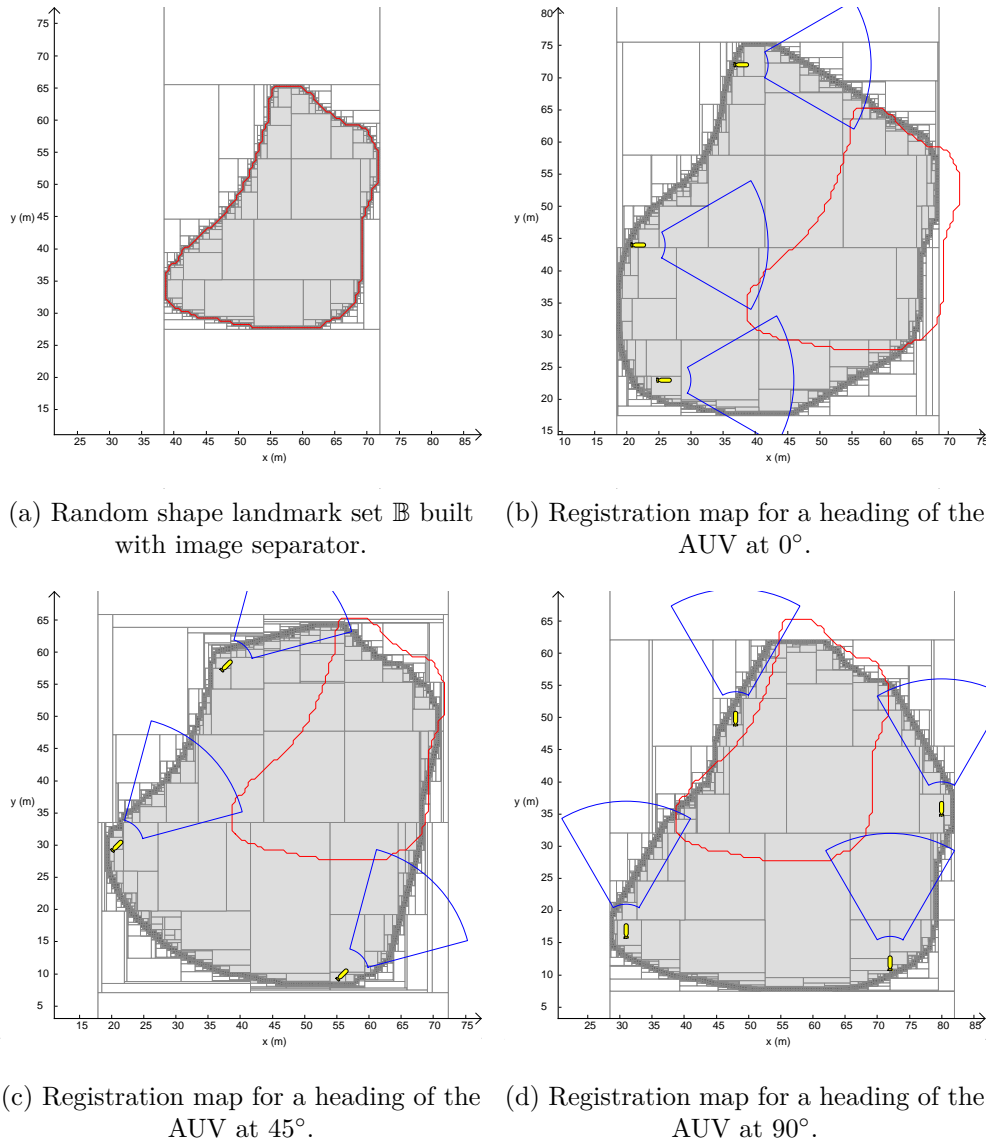 75
70
65
60
55
50
y (m)
45
40
35
30
25
20
15
25 30 35 40 45 50 55 60 65 70 75 80 85
x (m)
80
75
70
65
60
55
50
y (m)
45
40
35
30
25
20
15
10 15 20 25 30 35 40 45 50 55 60 65 70 75
x (m)
(a) Random shape landmark set 𝔹 built
with image separator.
(b) Registration map for a heading of the
AUV at 0°.
65
60
55
50
45
40
y (m)
35
30
25
20
15
10
5
15 20 25 30 35 40 45 50 55 60 65 70 75
x (m)
65
60
55
50
45
40
y (m)
35
30
25
20
15
10
5
25 30 35 40 45 50 55 60 65 70 75 80 85
x (m)
(c) Registration map for a heading of the
AUV at 45°.
(d) Registration map for a heading of the
AUV at 90°.